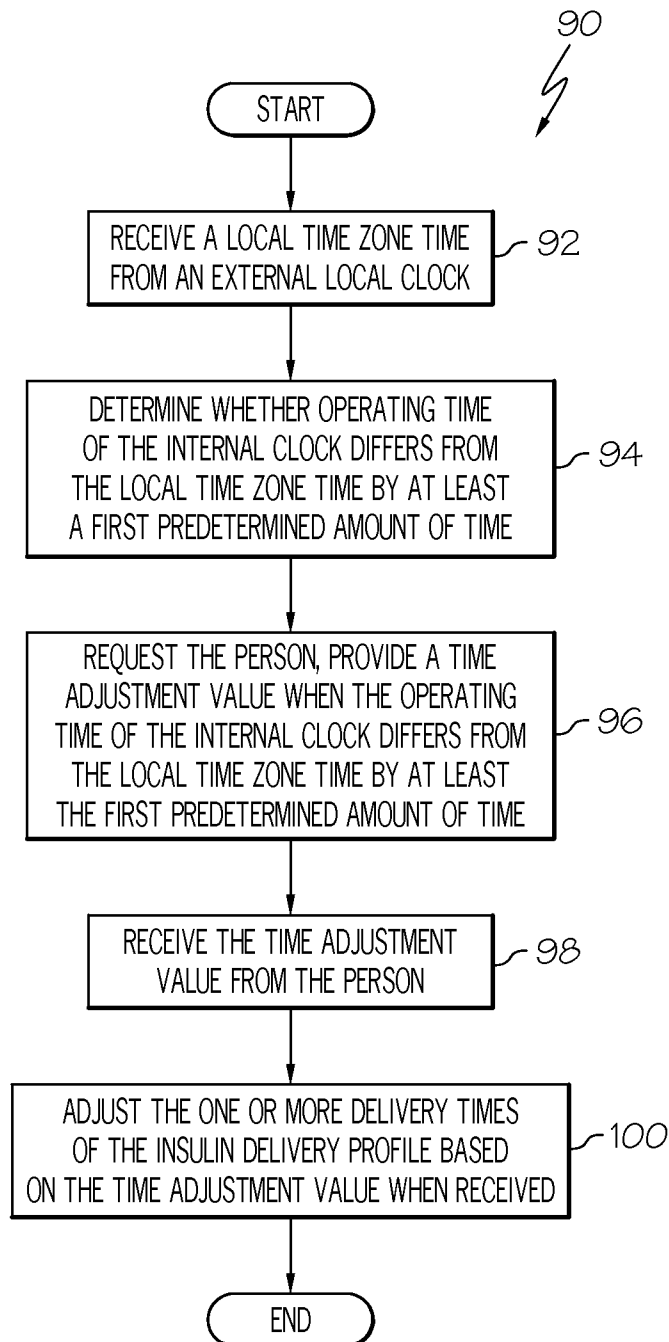 90
START
RECEIVE A LOCAL TIME ZONE TIME
FROM AN EXTERNAL LOCAL CLOCK
92
DETERMINE WHETHER OPERATING TIME
OF THE INTERNAL CLOCK DIFFERS FROM
THE LOCAL TIME ZONE TIME BY AT LEAST
A FIRST PREDETERMINED AMOUNT OF TIME
94
REQUEST THE PERSON, PROVIDE A TIME
ADJUSTMENT VALUE WHEN THE OPERATING
TIME OF THE INTERNAL CLOCK DIFFERS FROM
THE LOCAL TIME ZONE TIME BY AT LEAST
THE FIRST PREDETERMINED AMOUNT OF TIME
96
RECEIVE THE TIME ADJUSTMENT
VALUE FROM THE PERSON
98
ADJUST THE ONE OR MORE DELIVERY TIMES
OF THE INSULIN DELIVERY PROFILE BASED
ON THE TIME ADJUSTMENT VALUE WHEN RECEIVED
100
END